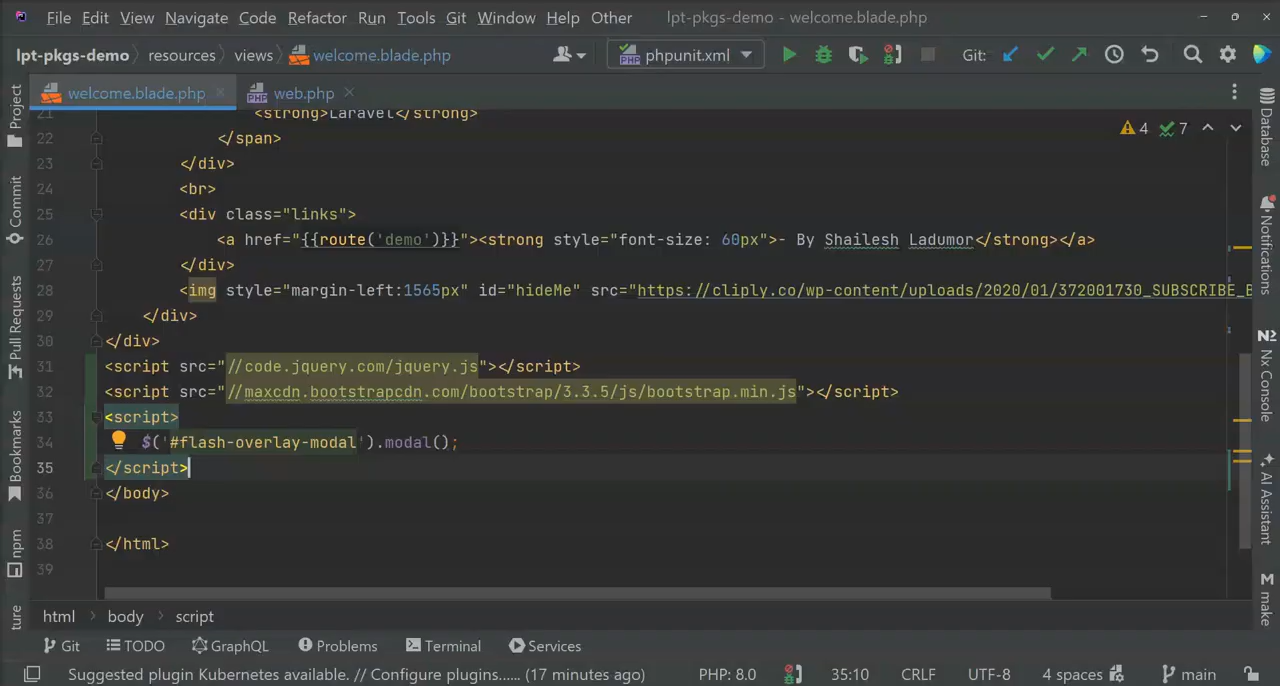 File Edit View Navigate Code Refactor Run Tools Git Window Help Other lpt-pkgs-demo - welcome.blade.php
lpt-pkgs-demo resources views welcome.blade.php phpunit.xml Git:
welcome.blade.php web.php
21 <strong>Laravel</strong>
4 7
22 </span>
23 </div>
24 <br>
25 <div class="links">
26 <a href="{{route('demo')}}"><strong style="font-size: 60px">- By Shailesh Ladumor</strong></a>
27 </div>
28 <img style="margin-left:1565px" id="hideMe" src="https://cliply.co/wp-content/uploads/2020/01/372001730_SUBSCRIBE_B
29 </div>
30 </div>
31 <script src="//code.jquery.com/jquery.js"></script>
32 <script src="//maxcdn.bootstrapcdn.com/bootstrap/3.3.5/js/bootstrap.min.js"></script>
33 <script>
34 $('#flash-overlay-modal').modal();
35 </script>
36 </body>
37
38 </html>
39
html body script
Git TODO GraphQL Problems Terminal Services
Suggested plugin Kubernetes available. // Configure plugins...... (17 minutes ago) PHP: 8.0 35:10 CRLF UTF-8 4 spaces main
Project
Commit
Pull Requests
Bookmarks
npm
ture
Database
Notifications
Nx Console
AI Assistant
make